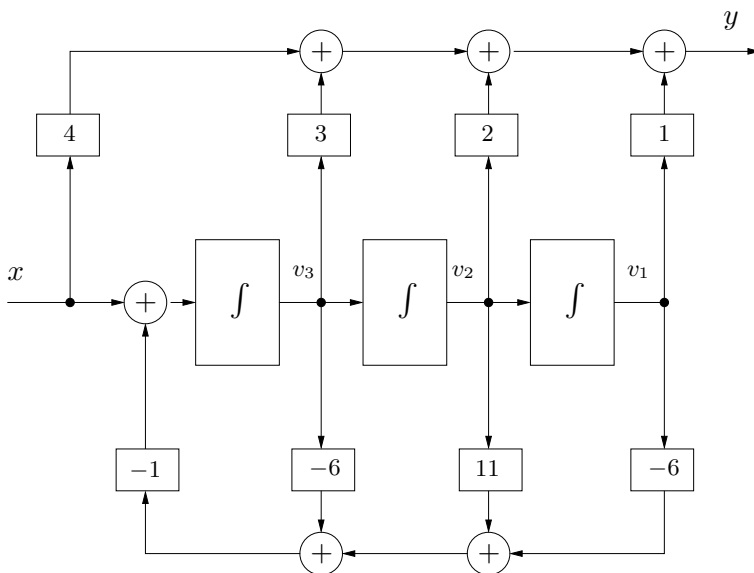 y
+ + +
4 3 2 1
x + ∫ v₃ ∫ v₂ ∫ v₁
−1 −6 11 −6
+ +